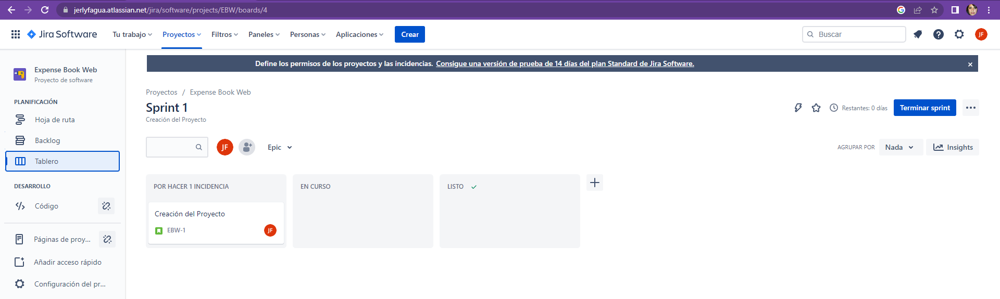 jerlyfagua.atlassian.net/jira/software/projects/EBW/boards/4
Jira Software
Tu trabajo
Proyectos
Filtros
Paneles
Personas
Aplicaciones
Crear
Buscar
JF
Define los permisos de los proyectos y las incidencias. Consigue una versión de prueba de 14 días del plan Standard de Jira Software.
Expense Book Web
Proyecto de software
PLANIFICACIÓN
Hoja de ruta
Backlog
Tablero
DESARROLLO
Código
Páginas de proy...
Añadir acceso rápido
Configuración del pr...
Proyectos / Expense Book Web
Sprint 1
Creación del Proyecto
Restantes: 0 días
Terminar sprint
JF
Epic
AGRUPAR POR
Nada
Insights
POR HACER 1 INCIDENCIA
Creación del Proyecto
EBW-1
JF
EN CURSO
LISTO